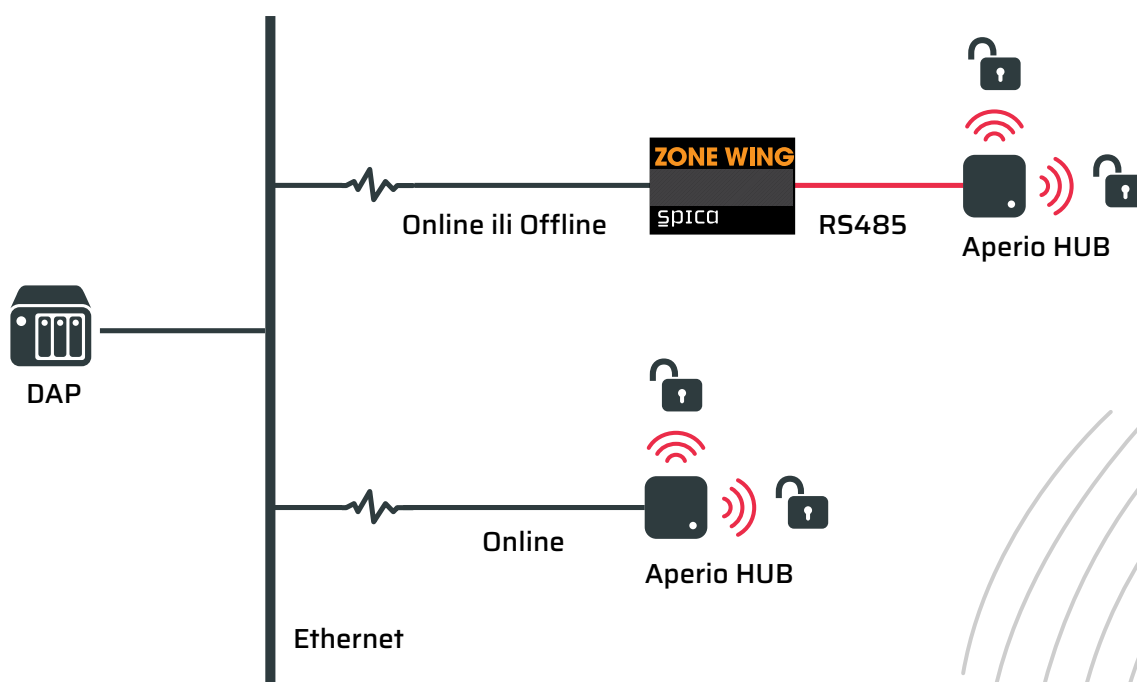 ZONE WING
spica
Online ili Offline
RS485
Aperio HUB
DAP
Online
Aperio HUB
Ethernet